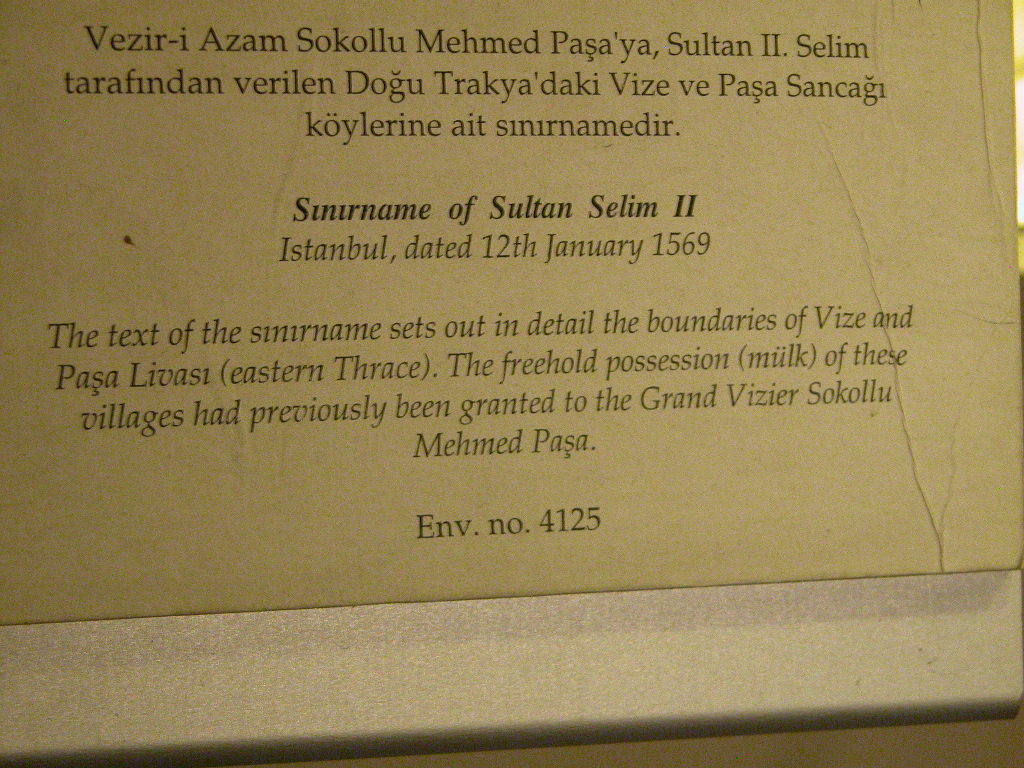 Vezir-i Azam Sokollu Mehmed Paşa'ya, Sultan II. Selim
tarafından verilen Doğu Trakya'daki Vize ve Paşa Sancağı
köylerine ait sınırnamedir.
Sınırname of Sultan Selim II
Istanbul, dated 12th January 1569
The text of the sınırname sets out in detail the boundaries of Vize and
Paşa Livası (eastern Thrace). The freehold possession (mülk) of these
villages had previously been granted to the Grand Vizier Sokollu
Mehmed Paşa.
Env. no. 4125